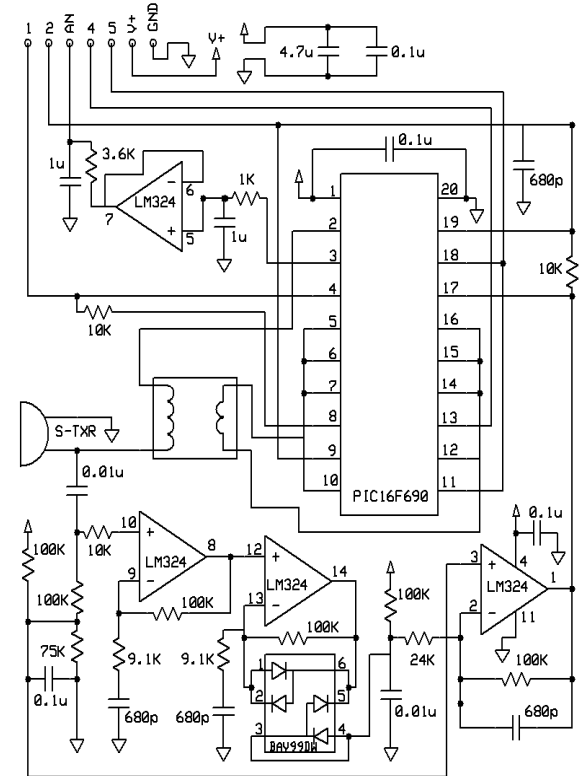 1 2 AN 4 5 V+ GND
V+
4.7u 0.1u
3.6K
1u
LM324
7 6 5
1K
1u
0.1u
680p
10K
1 20
2 19
3 18
4 17
5 16
6 15
7 14
8 13
9 12
10 11
PIC16F690
10K
S-TXR
0.01u
100K
10K
10 9 8
LM324
100K
100K
75K
0.1u
9.1K
680p
12 13 14
LM324
100K
9.1K
680p
1 6
2 5
3 4
BAV99DW
100K
24K
0.01u
0.1u
3 4
LM324
1
2 11
100K
680p